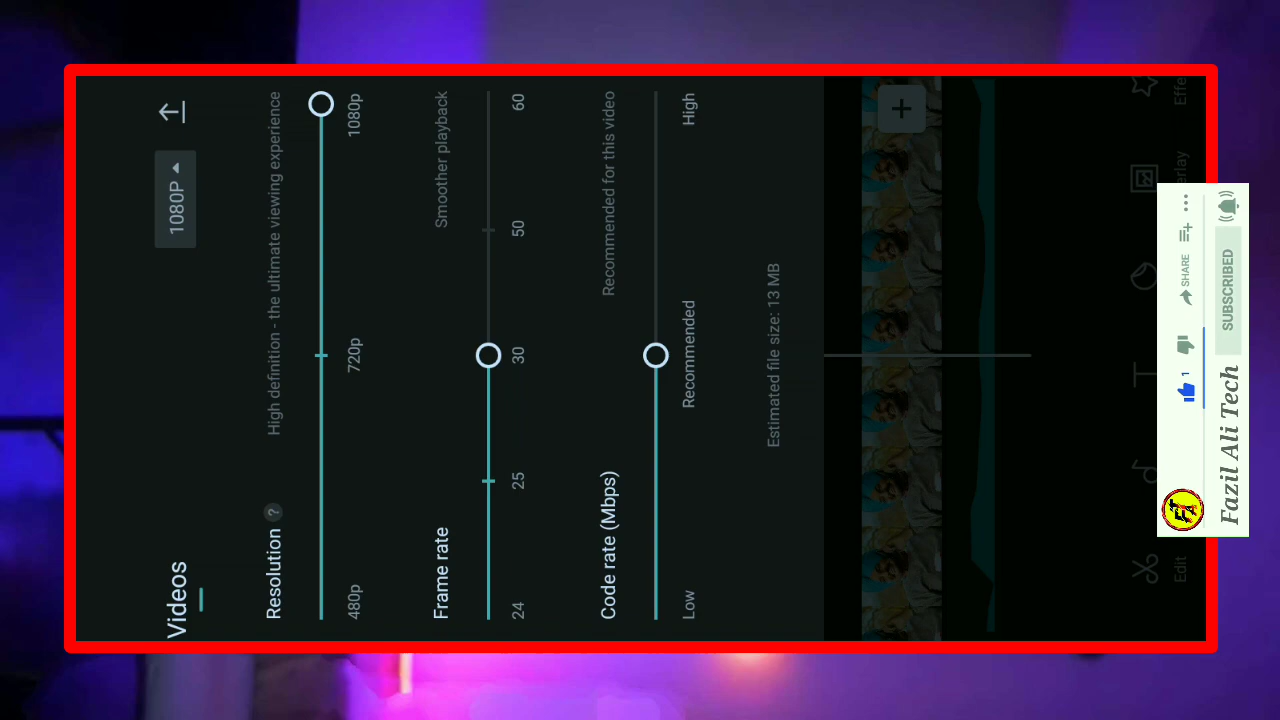 1080P
Videos
Resolution ?
High definition - the ultimate viewing experience
480p 720p 1080p
Frame rate
Smoother playback
24 25 30 50 60
Code rate (Mbps)
Recommended for this video
Low Recommended High
Estimated file size: 13 MB
+
Edit
T
Effe
1
SHARE
Fazil Ali Tech
SUBSCRIBED